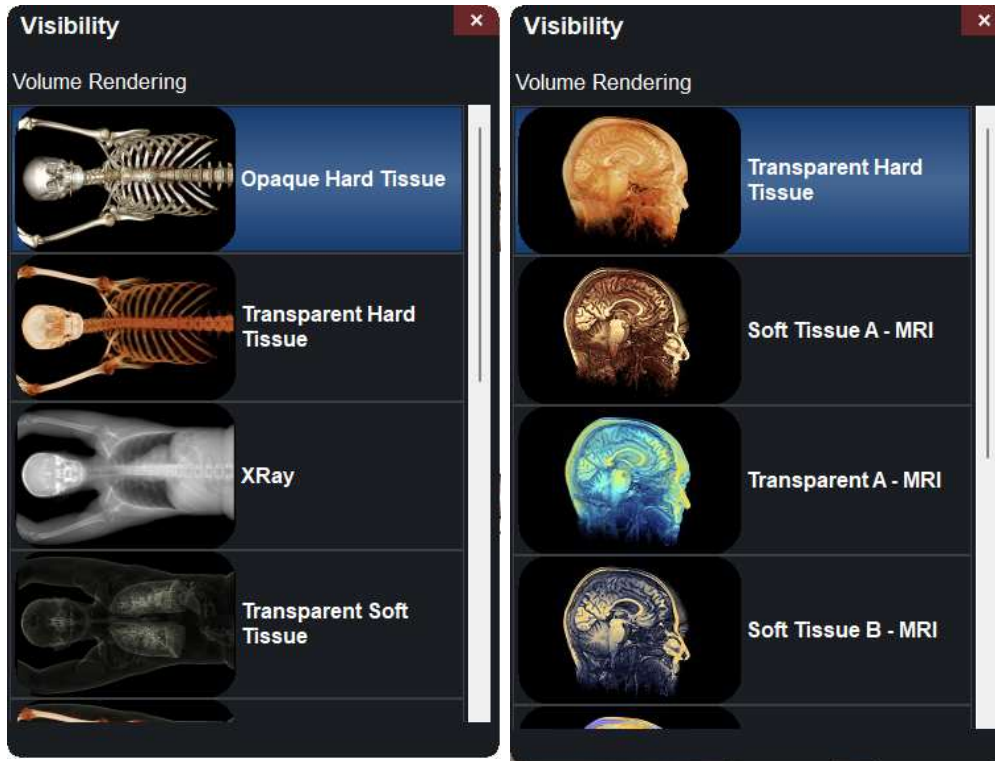 Visibility
×
Volume Rendering
Opaque Hard Tissue
Transparent Hard
Tissue
XRay
Transparent Soft
Tissue
Visibility
×
Volume Rendering
Transparent Hard
Tissue
Soft Tissue A - MRI
Transparent A - MRI
Soft Tissue B - MRI